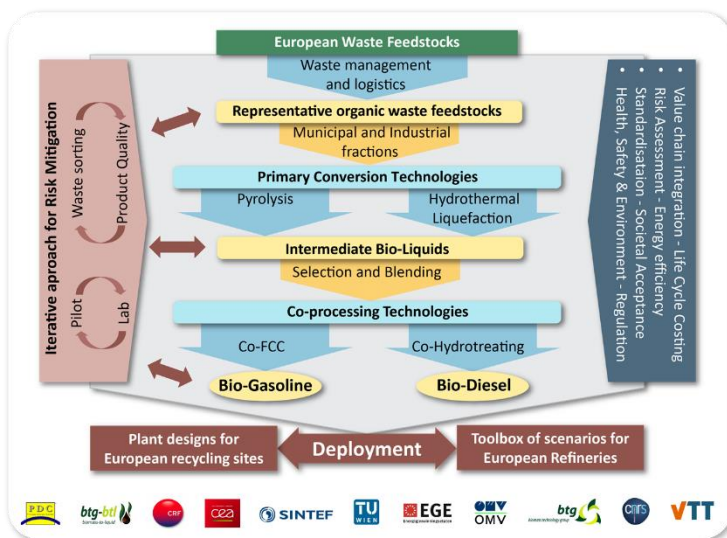 European Waste Feedstocks
Waste management
and logistics
Representative organic waste feedstocks
Municipal and Industrial
fractions
Primary Conversion Technologies
Pyrolysis
Hydrothermal
Liquefaction
Intermediate Bio-Liquids
Selection and Blending
Co-processing Technologies
Co-FCC
Co-Hydrotreating
Bio-Gasoline
Bio-Diesel
Iterative aproach for Risk Mitigation
Waste sorting
Product Quality
Pilot
Lab
• Value chain integration - Life Cycle Costing
• Risk Assessment - Energy efficiency
• Standardisataion - Societal Acceptance
• Health, Safety & Environment - Regulation
Plant designs for
European recycling sites
Deployment
Toolbox of scenarios for
European Refineries
PDC
btg-btl
CRF
cea
SINTEF
TU
WIEN
EGE
OMV
OMV
btg
cnrs
VTT